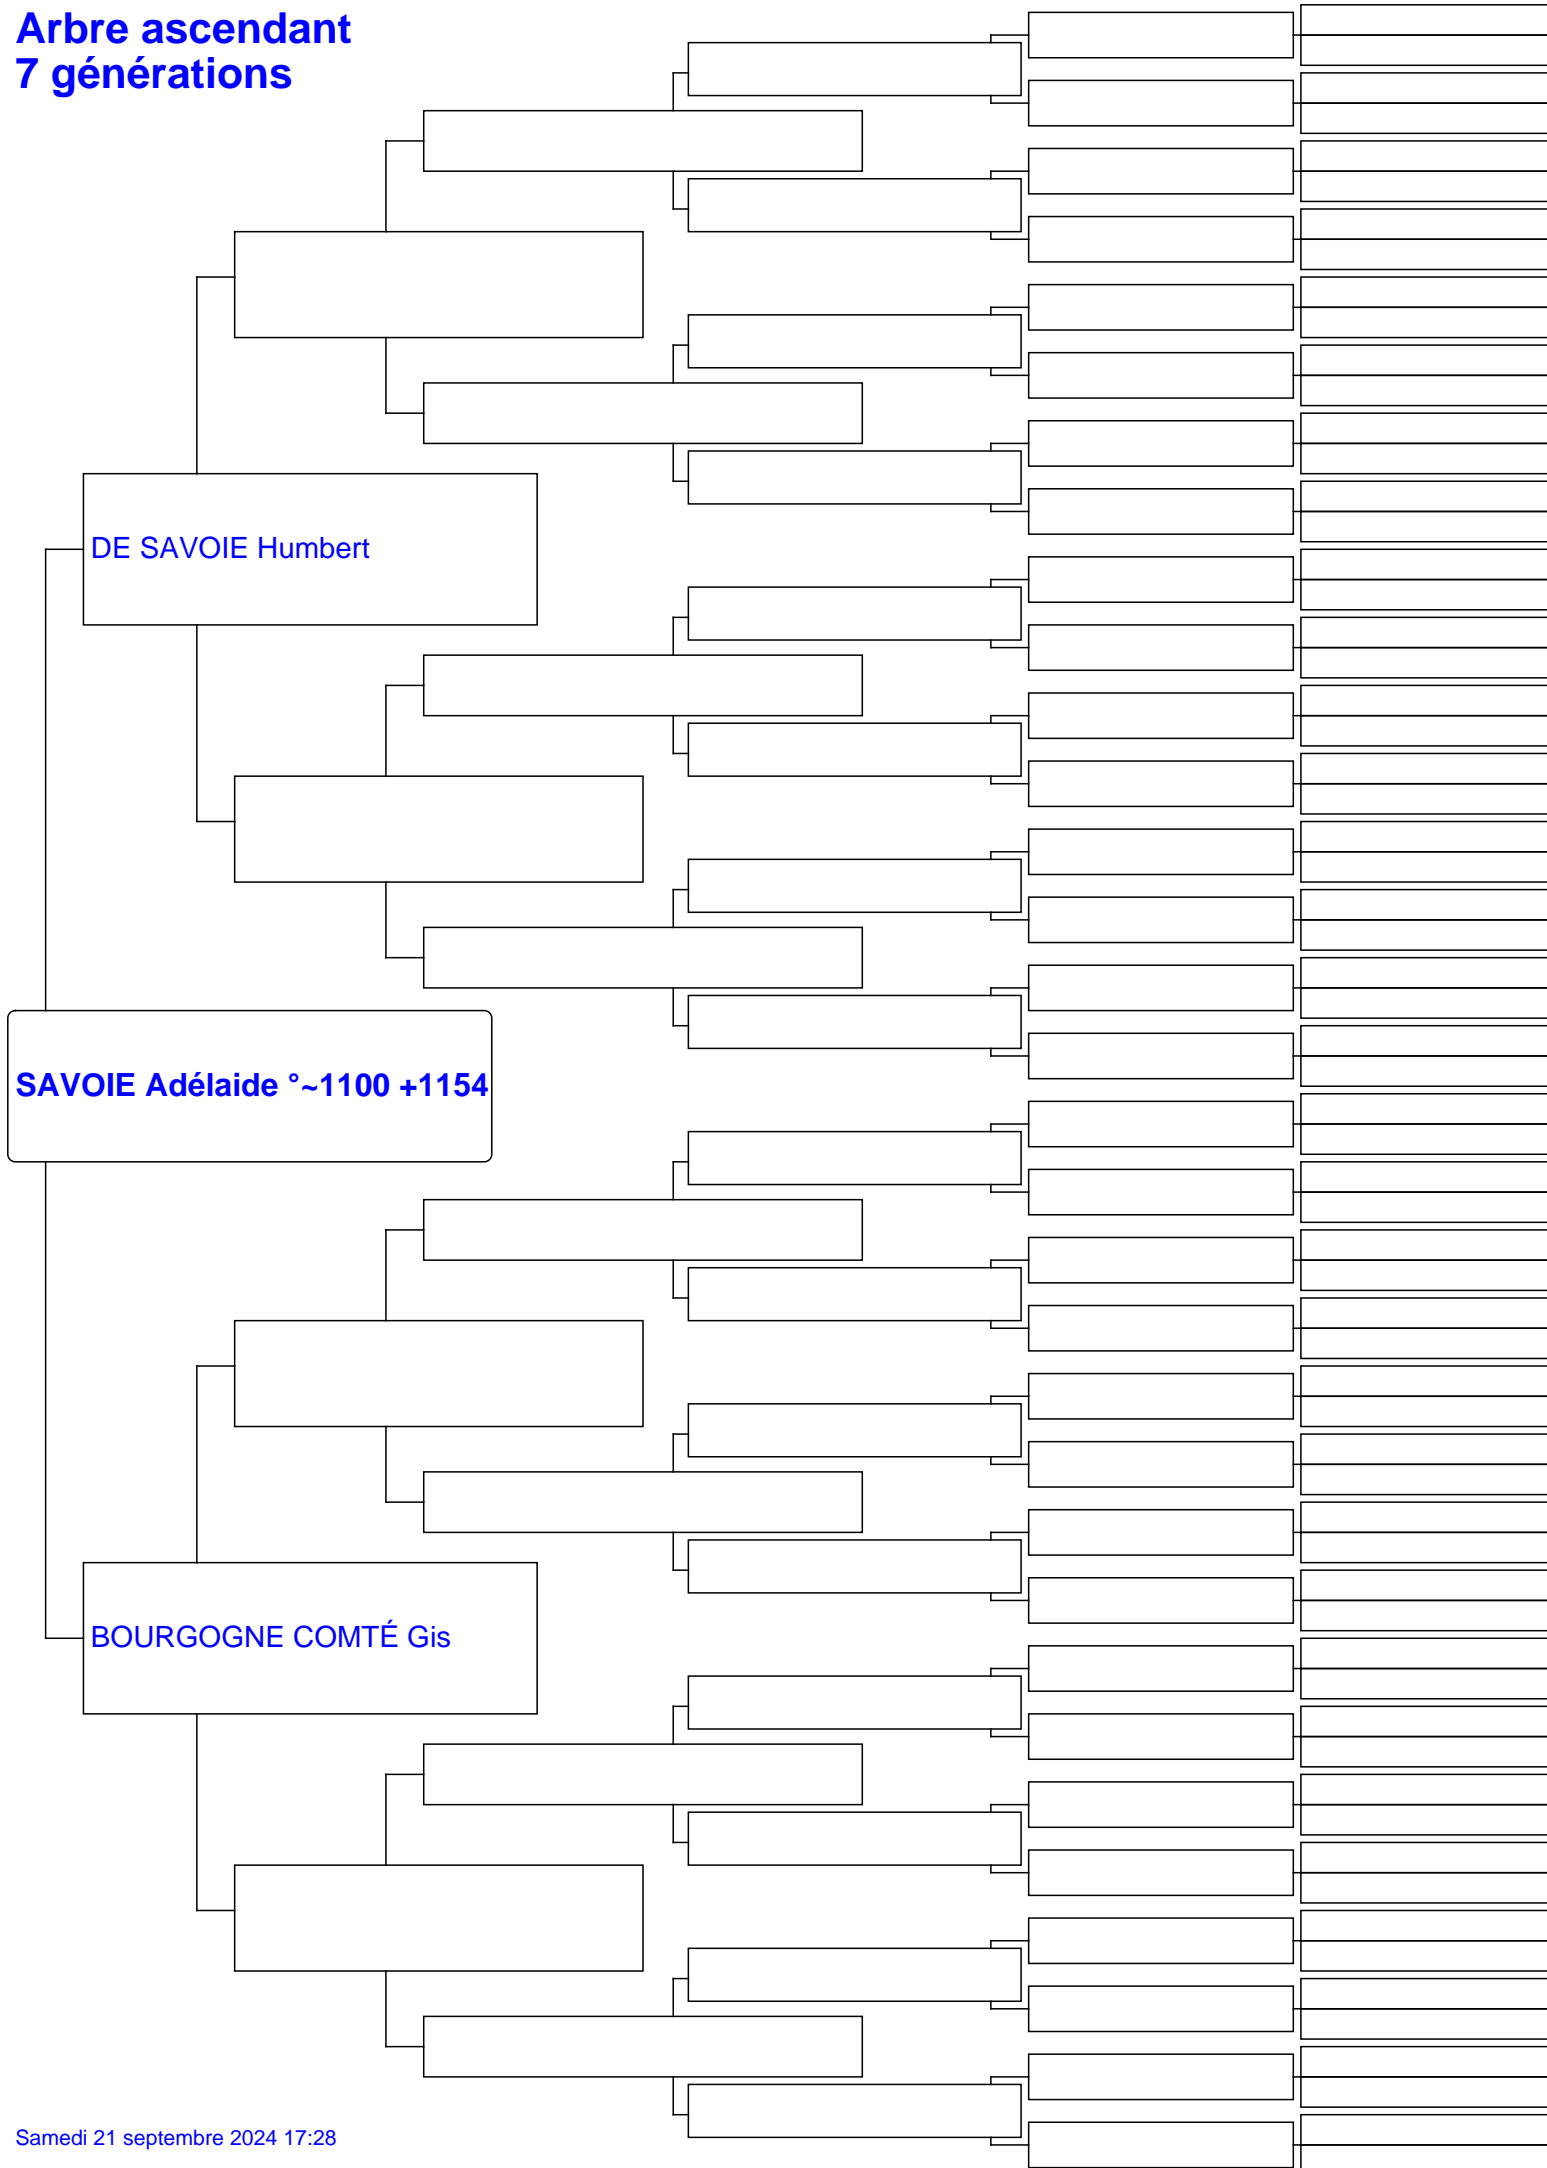 Arbre ascendant
7 générations
DE SAVOIE Humbert
SAVOIE Adélaide °~1100 +1154
BOURGOGNE COMTÉ Gis
Samedi 21 septembre 2024 17:28